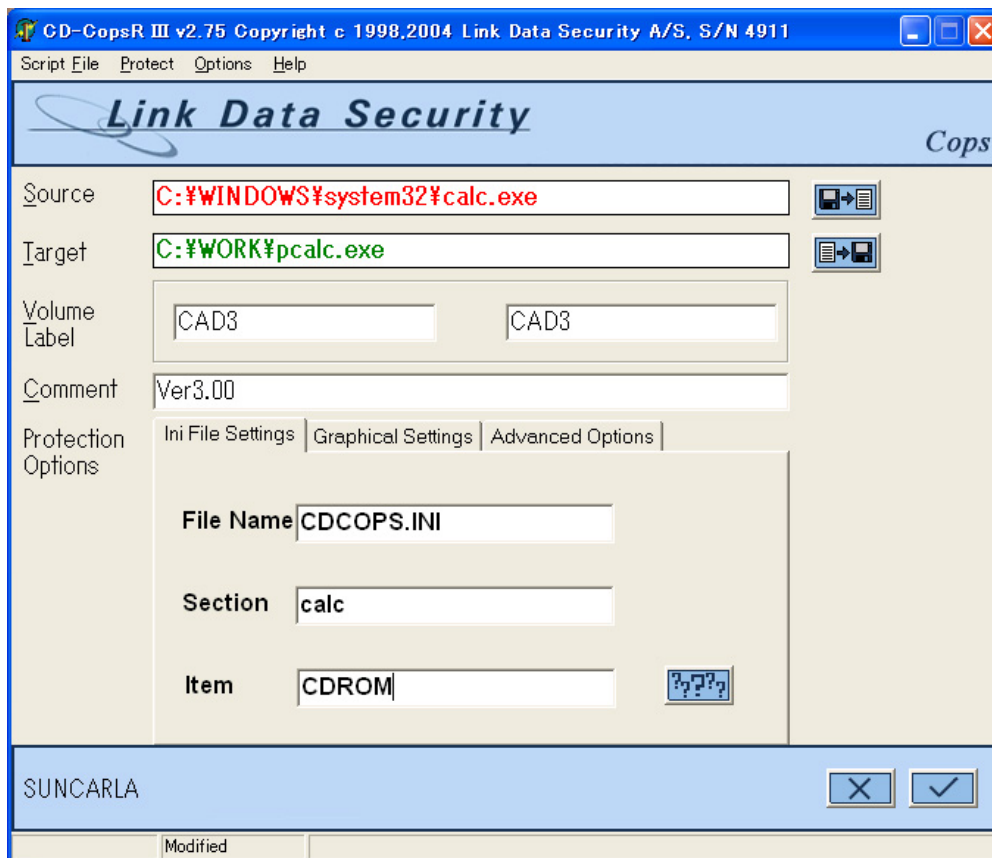 CD-CopsR III v2.75 Copyright c 1998,2004 Link Data Security A/S, S/N 4911
Script File Protect Options Help
Link Data Security
Cops
Source C:¥WINDOWS¥system32¥calc.exe
Target C:¥WORK¥pcalc.exe
Volume Label CAD3 CAD3
Comment Ver3.00
Protection Options
Ini File Settings Graphical Settings Advanced Options
File Name CDCOPS.INI
Section calc
Item CDROM ?????
SUNCARLA
Modified